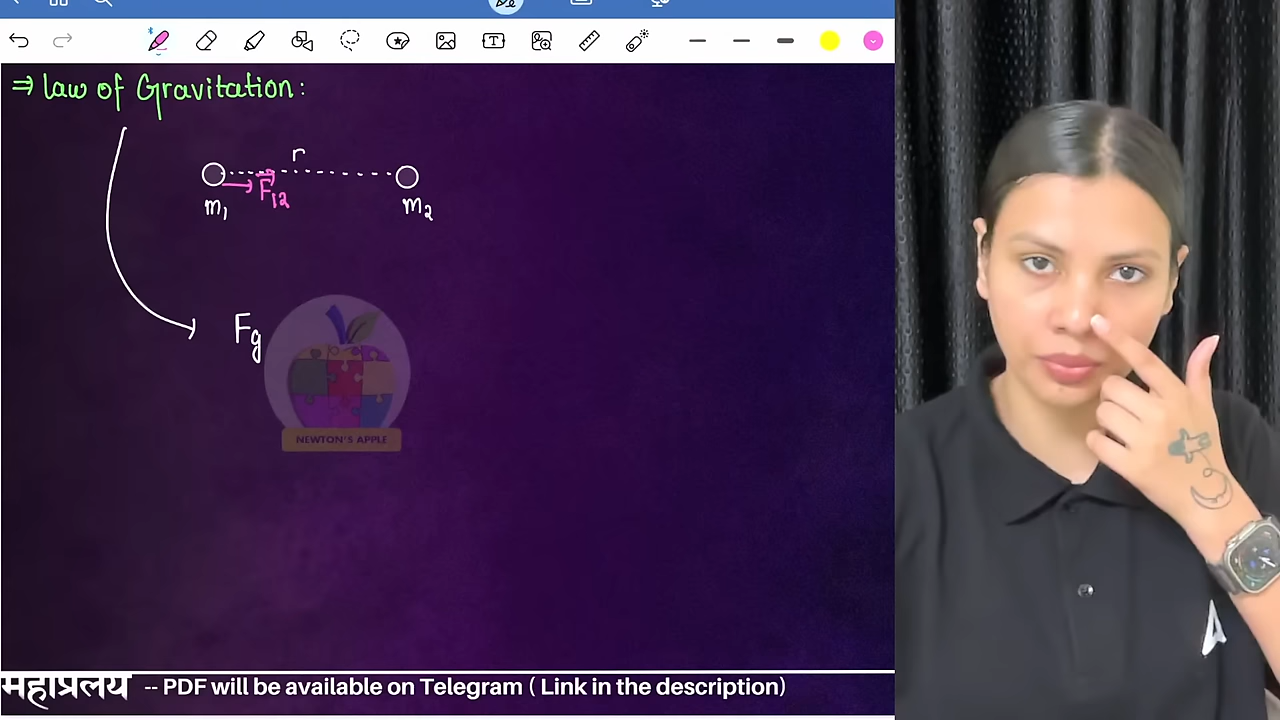 ⇒ Law of Gravitation:
r
F₁₂
m₁ m₂
Fg
NEWTON'S APPLE
महाप्रलय -- PDF will be available on Telegram ( Link in the description)